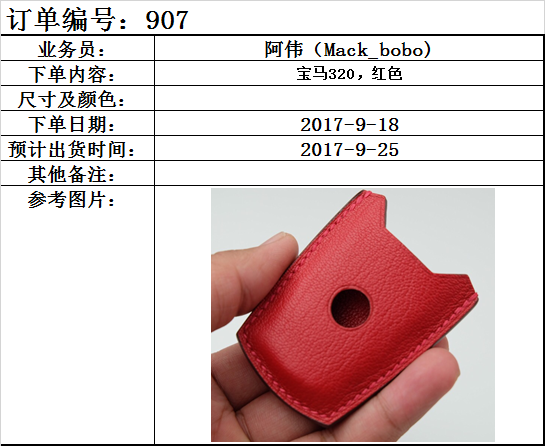 订单编号：907
业务员： 阿伟（Mack_bobo)
下单内容： 宝马320，红色
尺寸及颜色：
下单日期： 2017-9-18
预计出货时间： 2017-9-25
其他备注：
参考图片：